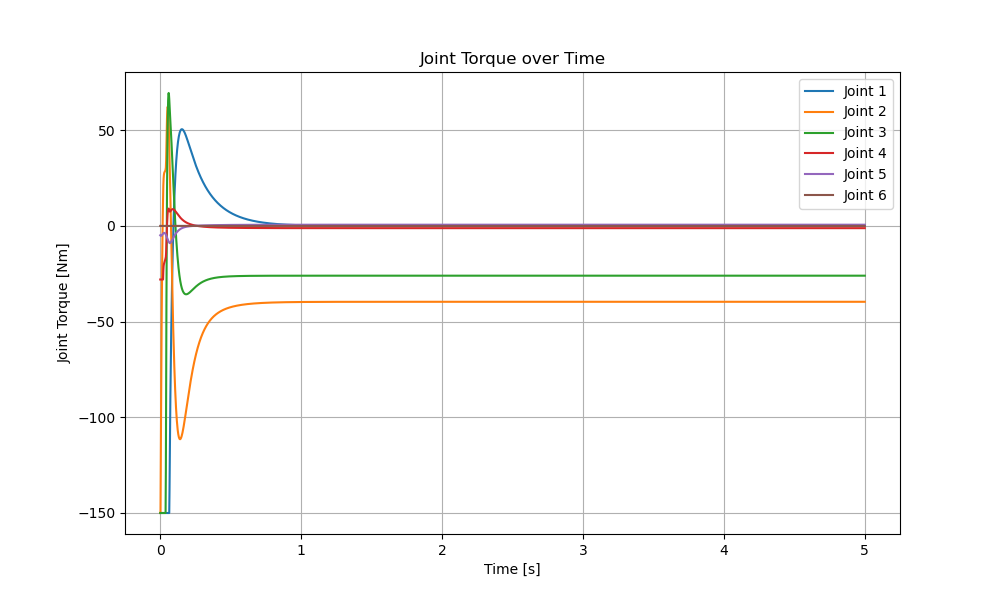 Joint Torque over Time
Joint Torque [Nm]
50
0
−50
−100
−150
Joint 1
Joint 2
Joint 3
Joint 4
Joint 5
Joint 6
0 1 2 3 4 5
Time [s]